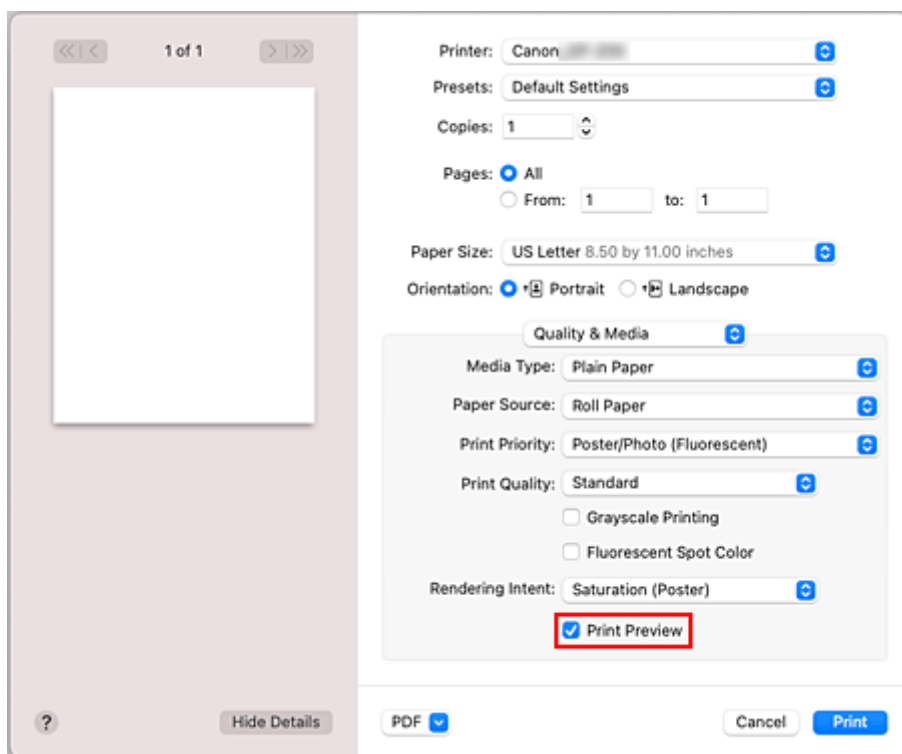 1 of 1
Printer: Canon
Presets: Default Settings
Copies: 1
Pages: All
From: 1 to: 1
Paper Size: US Letter 8.50 by 11.00 inches
Orientation: Portrait Landscape
Quality & Media
Media Type: Plain Paper
Paper Source: Roll Paper
Print Priority: Poster/Photo (Fluorescent)
Print Quality: Standard
Grayscale Printing
Fluorescent Spot Color
Rendering Intent: Saturation (Poster)
Print Preview
? Hide Details PDF Cancel Print